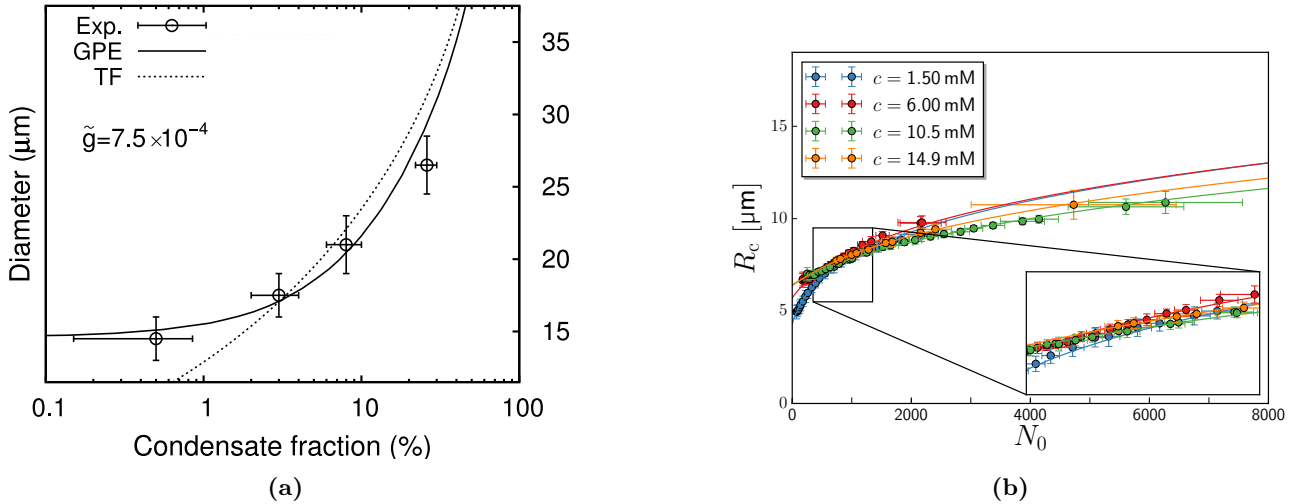 Exp.
GPE
TF
g̃=7.5×10⁻⁴
Diameter (µm)
35
30
25
20
15
0.1 1 10 100
Condensate fraction (%)
(a)
c = 1.50 mM
c = 6.00 mM
c = 10.5 mM
c = 14.9 mM
R_c [µm]
15
10
5
0
0 2000 4000 6000 8000
N_0
(b)